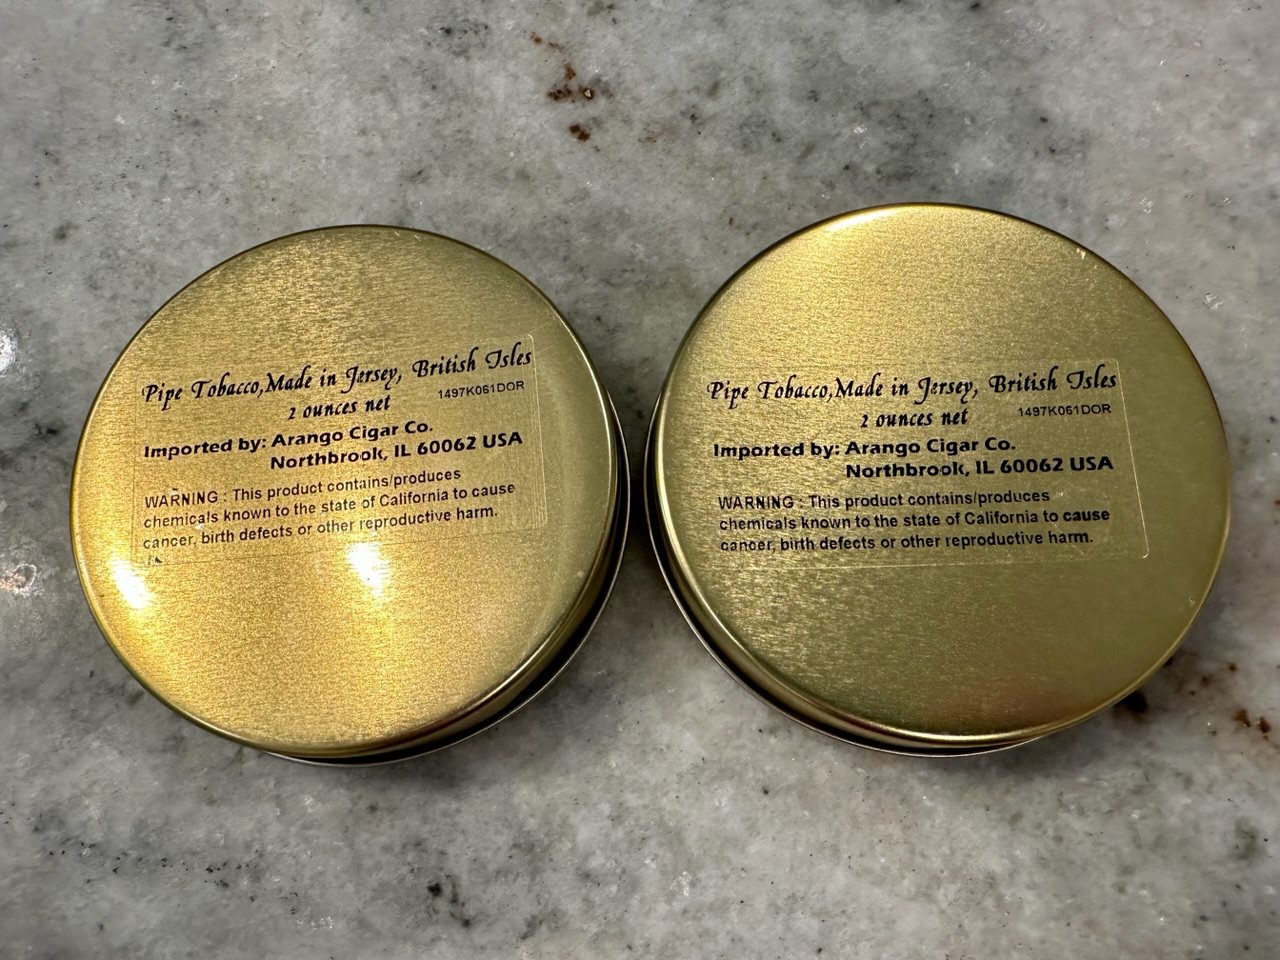 Pipe Tobacco,Made in Jersey, British Isles
2 ounces net 1497K061DOR
Imported by: Arango Cigar Co.
Northbrook, IL 60062 USA
WARNING : This product contains/produces
chemicals known to the state of California to cause
cancer, birth defects or other reproductive harm.
Pipe Tobacco,Made in Jersey, British Isles
2 ounces net 1497K061DOR
Imported by: Arango Cigar Co.
Northbrook, IL 60062 USA
WARNING : This product contains/produces
chemicals known to the state of California to cause
cancer, birth defects or other reproductive harm.